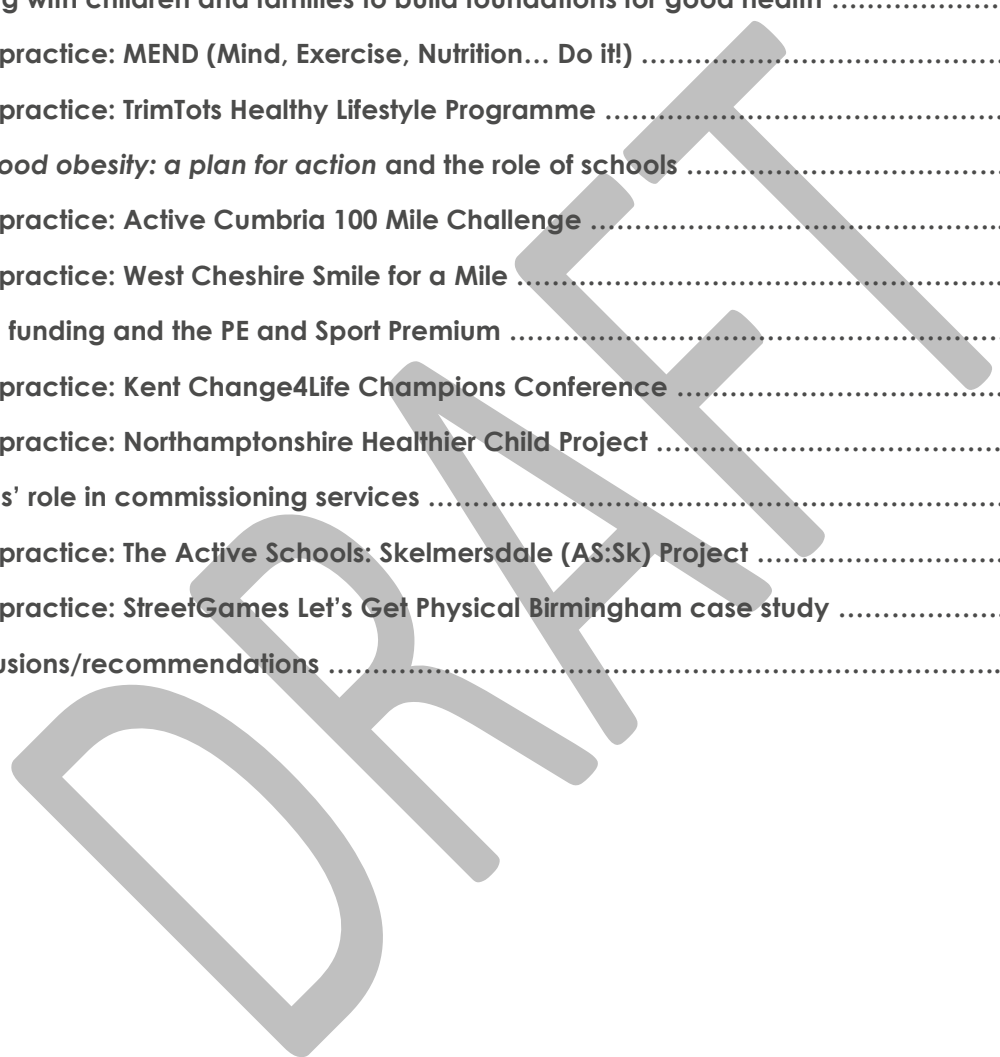 g with children and families to build foundations for good health ........................
practice: MEND (Mind, Exercise, Nutrition… Do it!) ................................................
practice: TrimTots Healthy Lifestyle Programme ....................................................
ood obesity: a plan for action and the role of schools ..........................................
practice: Active Cumbria 100 Mile Challenge ......................................................
practice: West Cheshire Smile for a Mile ................................................................
funding and the PE and Sport Premium .................................................................
practice: Kent Change4Life Champions Conference ...........................................
practice: Northamptonshire Healthier Child Project ..............................................
s’ role in commissioning services ............................................................................
practice: The Active Schools: Skelmersdale (AS:Sk) Project .................................
practice: StreetGames Let’s Get Physical Birmingham case study .......................
usions/recommendations ........................................................................................
DRAFT